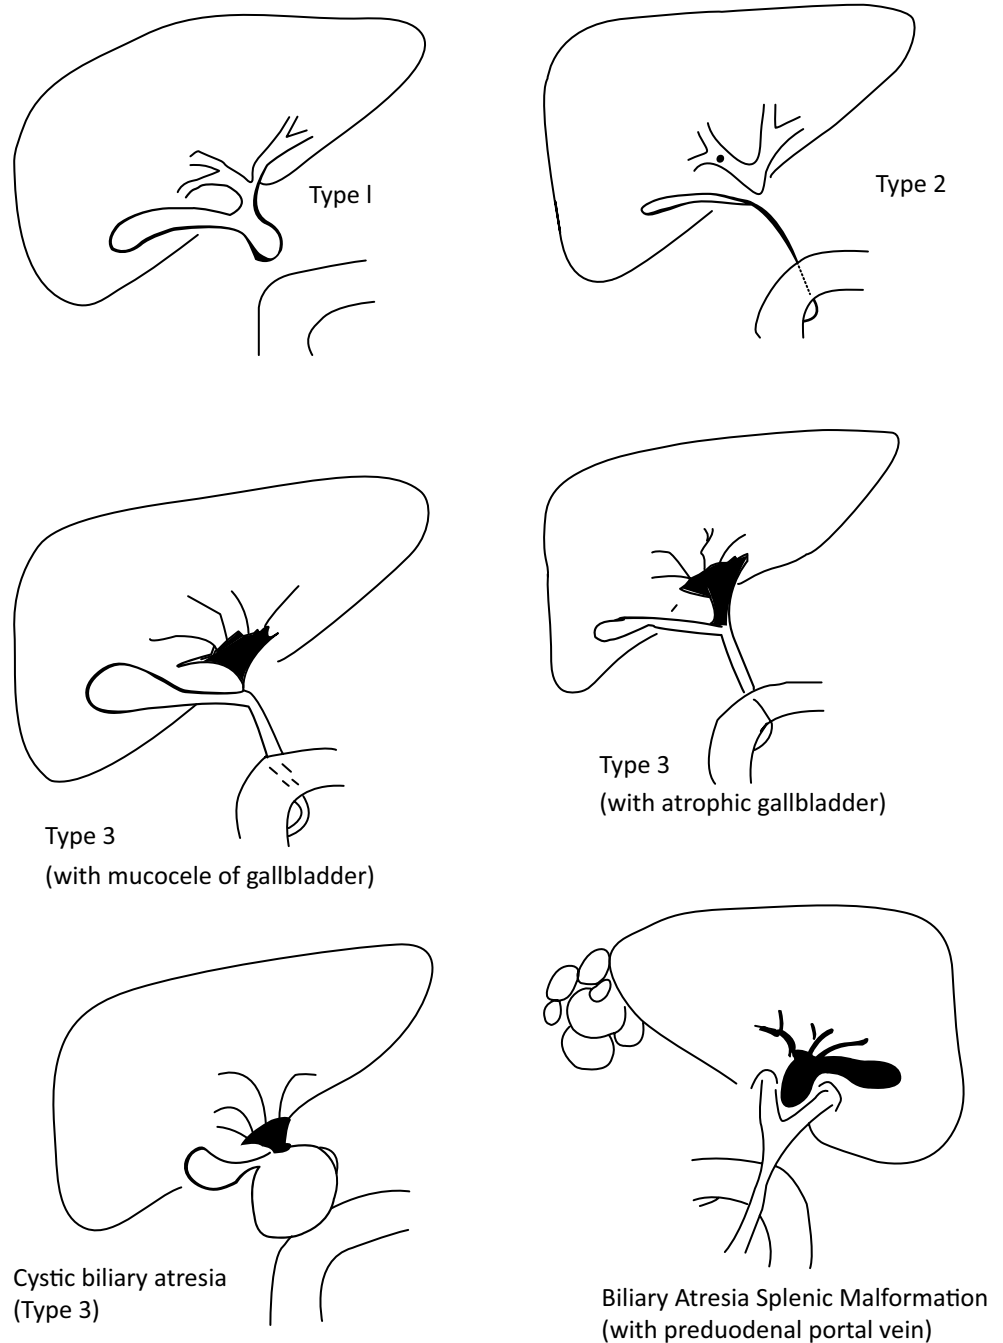 Type I
Type 2
Type 3
(with mucocele of gallbladder)
Type 3
(with atrophic gallbladder)
Cystic biliary atresia
(Type 3)
Biliary Atresia Splenic Malformation
(with preduodenal portal vein)